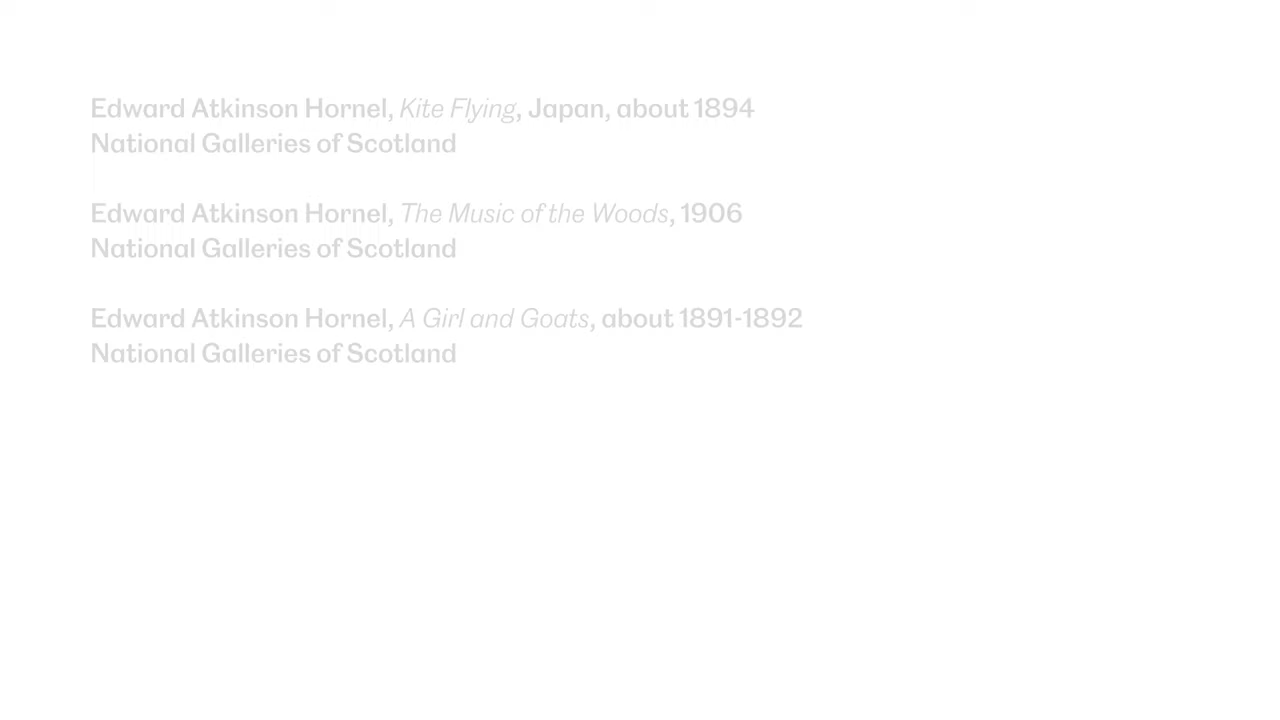 Edward Atkinson Hornel, Kite Flying, Japan, about 1894
National Galleries of Scotland
Edward Atkinson Hornel, The Music of the Woods, 1906
National Galleries of Scotland
Edward Atkinson Hornel, A Girl and Goats, about 1891-1892
National Galleries of Scotland